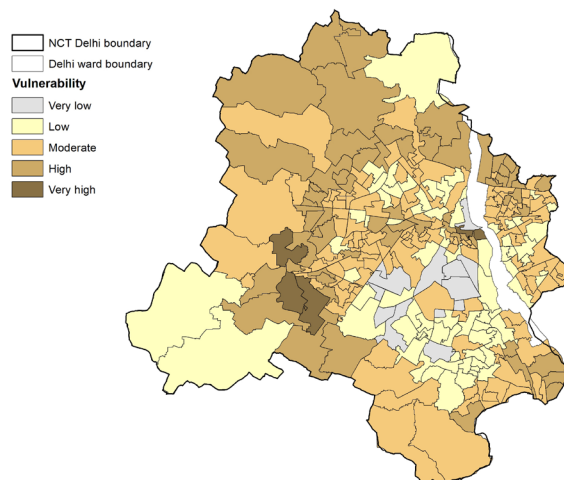 NCT Delhi boundary
Delhi ward boundary
Vulnerability
Very low
Low
Moderate
High
Very high